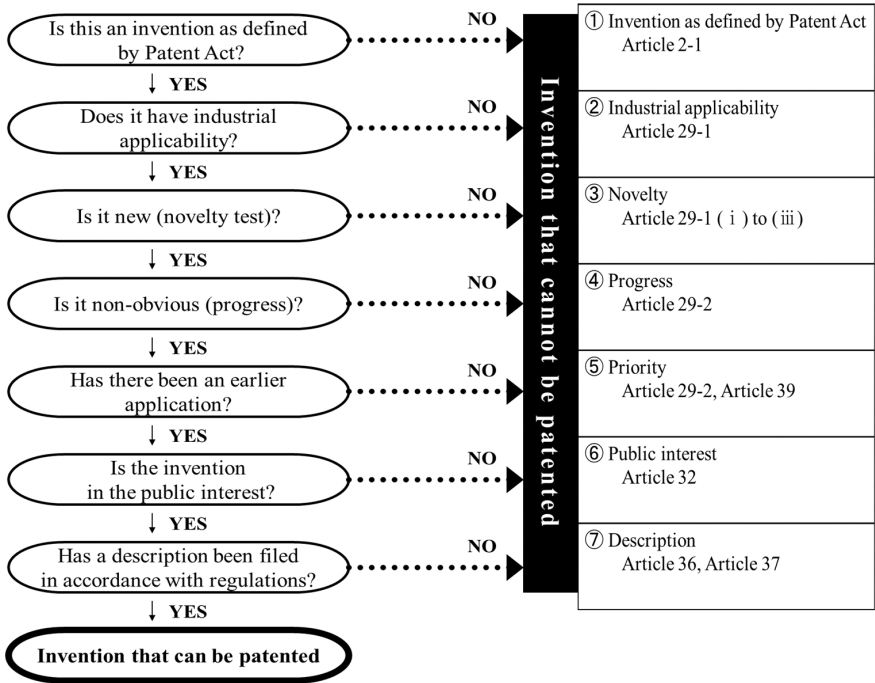 Is this an invention as defined
by Patent Act?
NO
↓ YES
Does it have industrial
applicability?
NO
↓ YES
Is it new (novelty test)?
NO
↓ YES
Is it non-obvious (progress)?
NO
↓ YES
Has there been an earlier
application?
NO
↓ YES
Is the invention
in the public interest?
NO
↓ YES
Has a description been filed
in accordance with regulations?
NO
↓ YES
Invention that can be patented
Invention that cannot be patented
① Invention as defined by Patent Act
Article 2-1
② Industrial applicability
Article 29-1
③ Novelty
Article 29-1 (ⅰ) to (ⅲ)
④ Progress
Article 29-2
⑤ Priority
Article 29-2, Article 39
⑥ Public interest
Article 32
⑦ Description
Article 36, Article 37